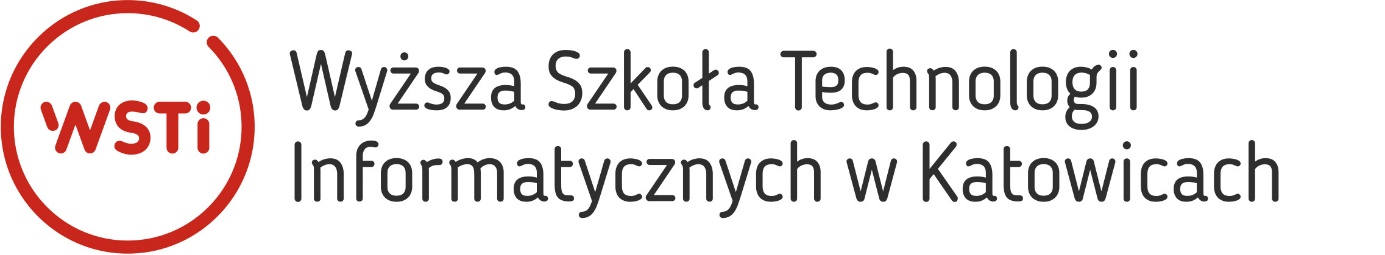 WSTi
Wyższa Szkoła Technologii
Informatycznych w Katowicach